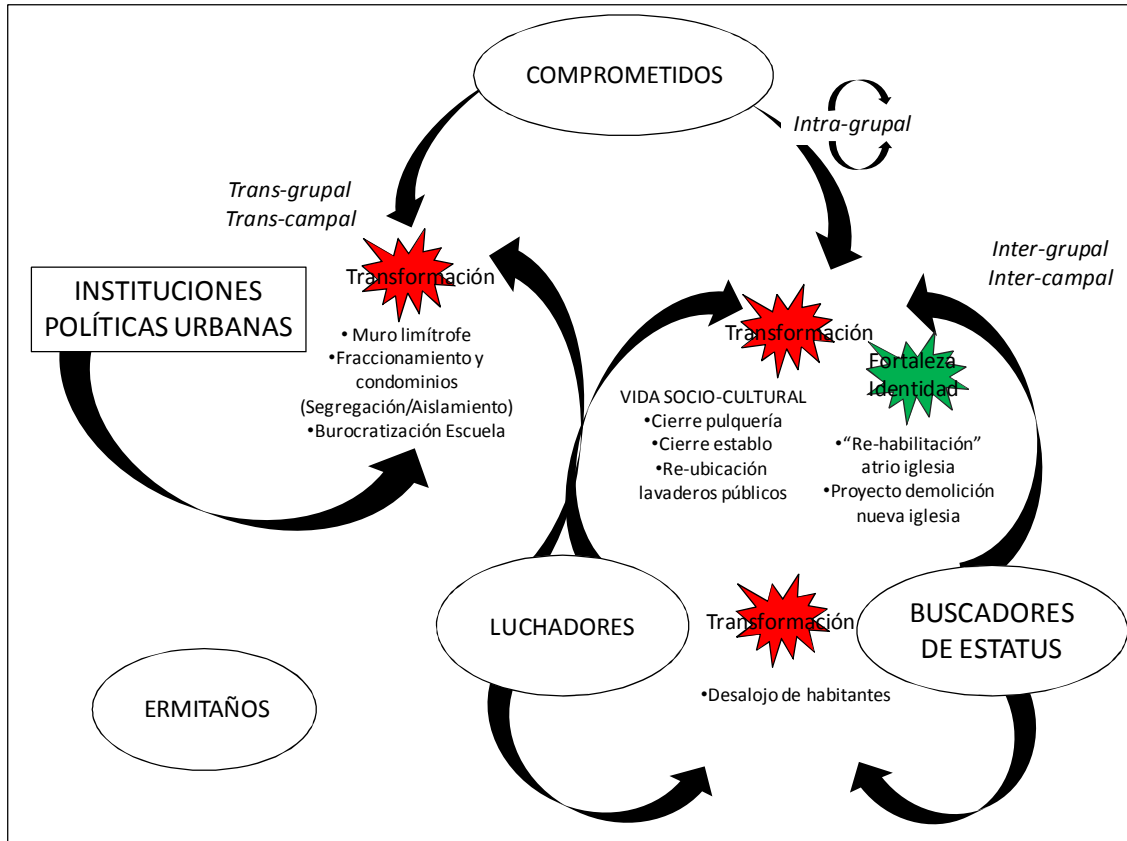 COMPROMETIDOS
Intra-grupal
Trans-grupal
Trans-campal
Inter-grupal
Inter-campal
INSTITUCIONES
POLÍTICAS URBANAS
Transformación
•Muro limítrofe
•Fraccionamiento y
condominios
(Segregación/Aislamiento)
•Burocratización Escuela
Transformación
Fortaleza
Identidad
VIDA SOCIO-CULTURAL
•Cierre pulquería
•Cierre establo
•Re-ubicación
lavaderos públicos
•“Re-habilitación”
atrio iglesia
•Proyecto demolición
nueva iglesia
LUCHADORES
Transformación
BUSCADORES
DE ESTATUS
•Desalojo de habitantes
ERMITAÑOS